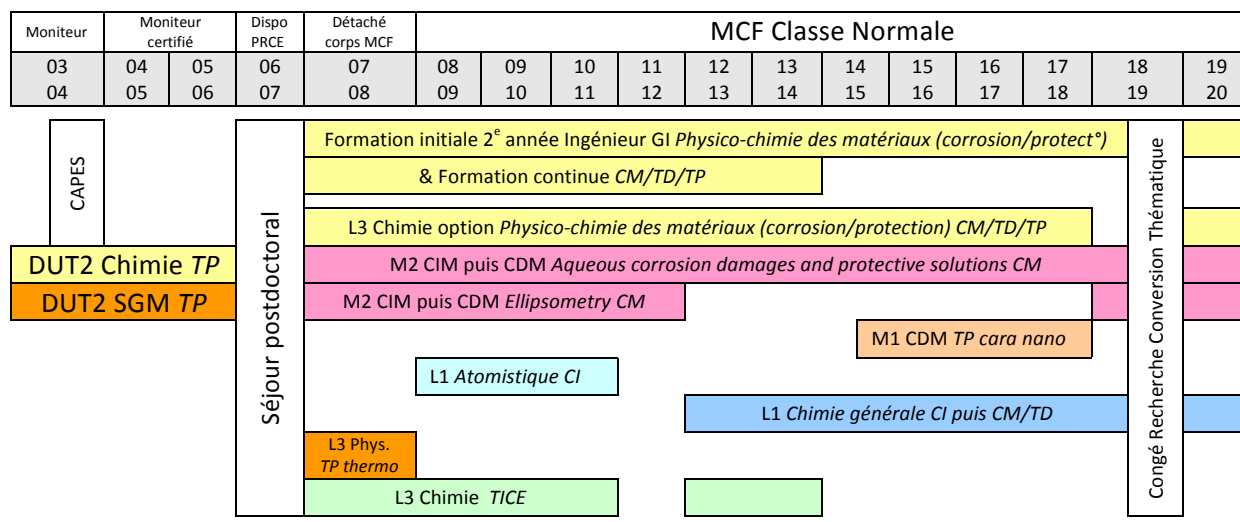 Moniteur
Moniteur
certifié
Dispo
PRCE
Détaché
corps MCF
MCF Classe Normale
03 04 05 06 07 08 09 10 11 12 13 14 15 16 17 18 19
04 05 06 07 08 09 10 11 12 13 14 15 16 17 18 19 20
CAPES
Séjour postdoctoral
Congé Recherche Conversion Thématique
Formation initiale 2e année Ingénieur GI Physico-chimie des matériaux (corrosion/protect°)
& Formation continue CM/TD/TP
L3 Chimie option Physico-chimie des matériaux (corrosion/protection) CM/TD/TP
DUT2 Chimie TP
M2 CIM puis CDM Aqueous corrosion damages and protective solutions CM
DUT2 SGM TP
M2 CIM puis CDM Ellipsometry CM
M1 CDM TP cara nano
L1 Atomistique CI
L1 Chimie générale CI puis CM/TD
L3 Phys.
TP thermo
L3 Chimie TICE